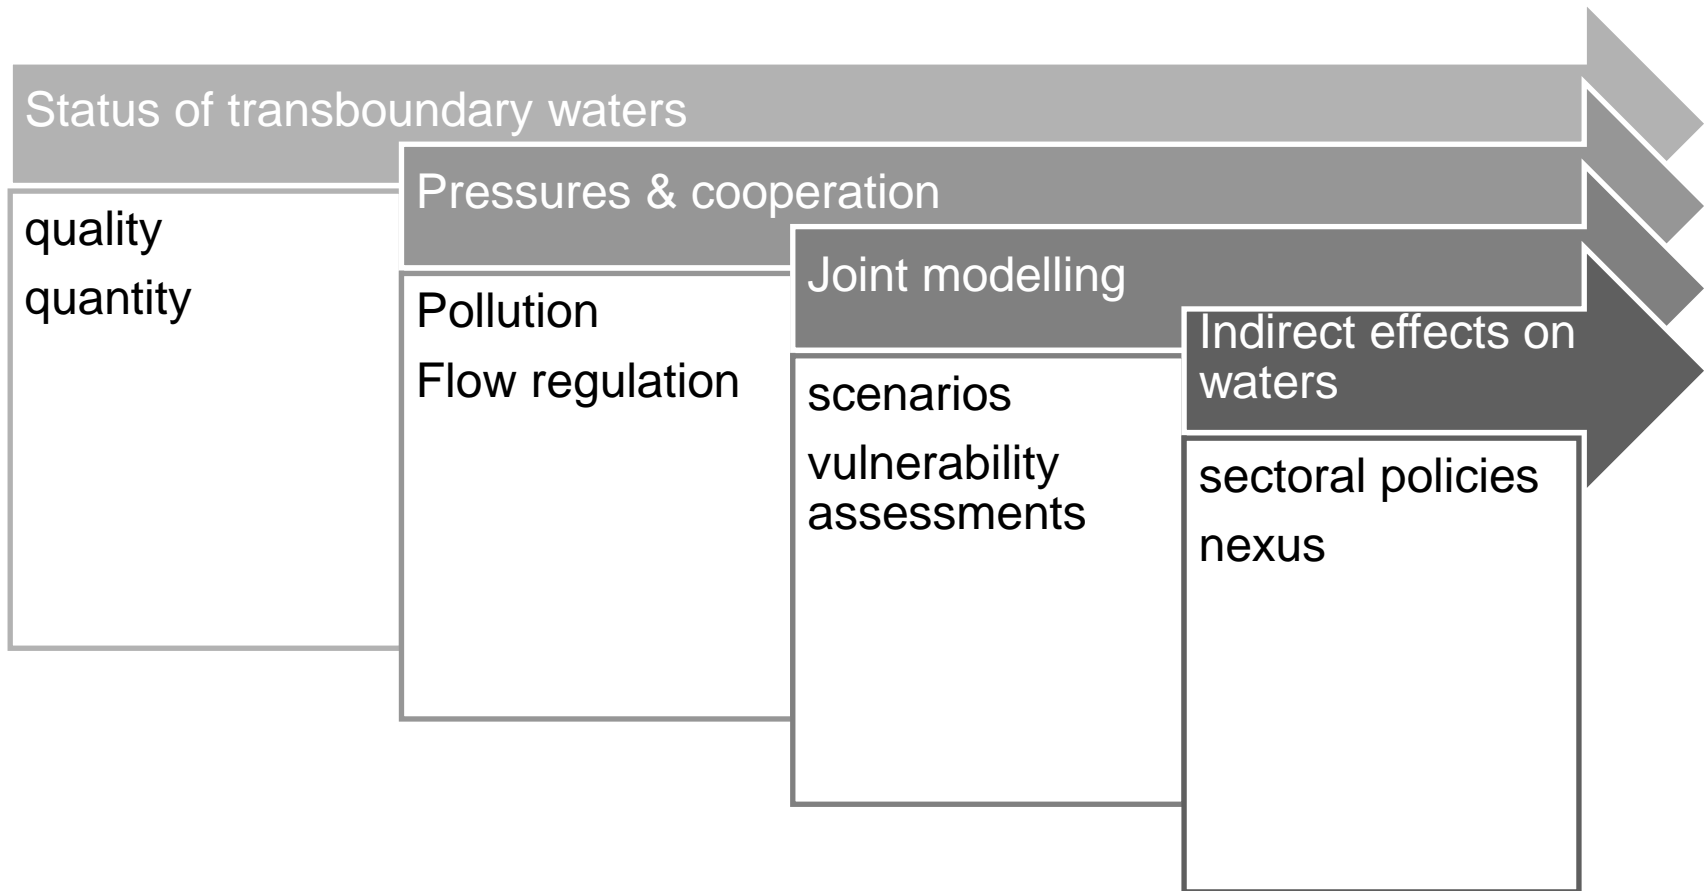 Status of transboundary waters
quality
quantity
Pressures & cooperation
Pollution
Flow regulation
Joint modelling
scenarios
vulnerability
assessments
Indirect effects on
waters
sectoral policies
nexus